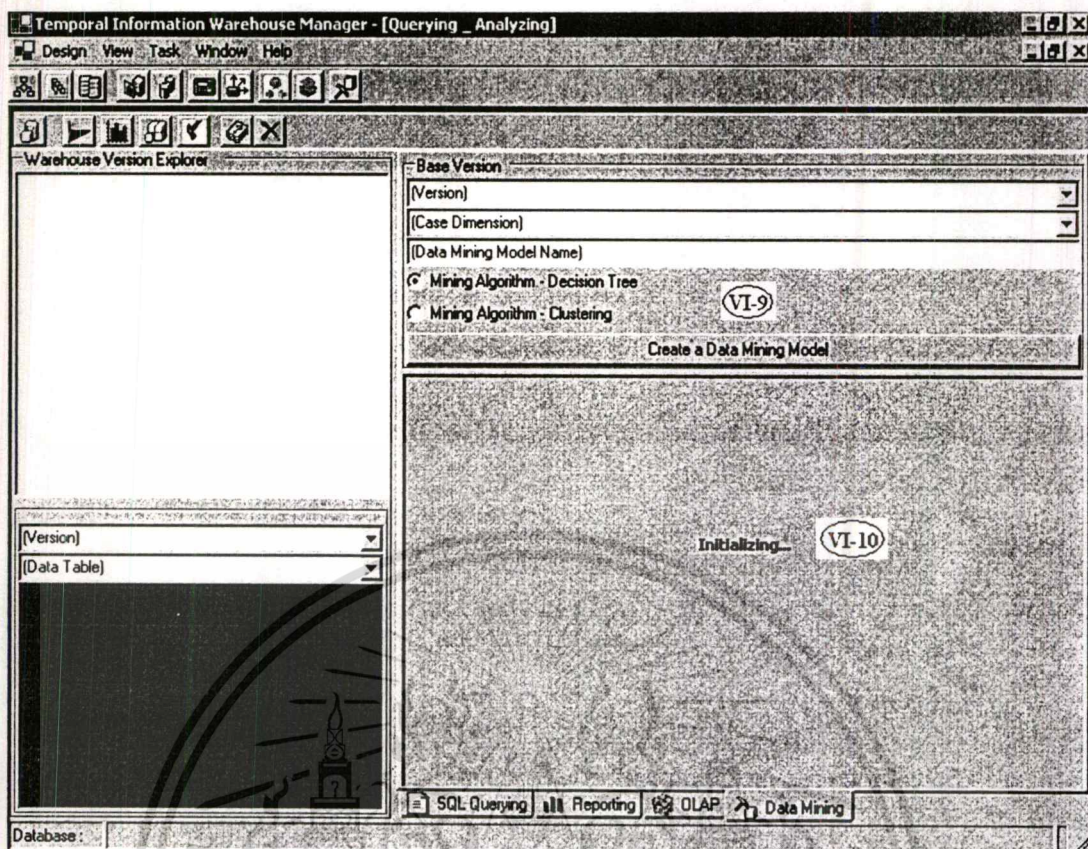 Temporal Information Warehouse Manager - [Querying _ Analyzing]
Design View Task Window Help
Warehouse Version Explorer
(Version)
(Data Table)
Base Version
(Version)
(Case Dimension)
(Data Mining Model Name)
Mining Algorithm - Decision Tree
Mining Algorithm - Clustering
VI-9
Create a Data Mining Model
Initializing...
VI-10
SQL Querying Reporting OLAP Data Mining
Database :